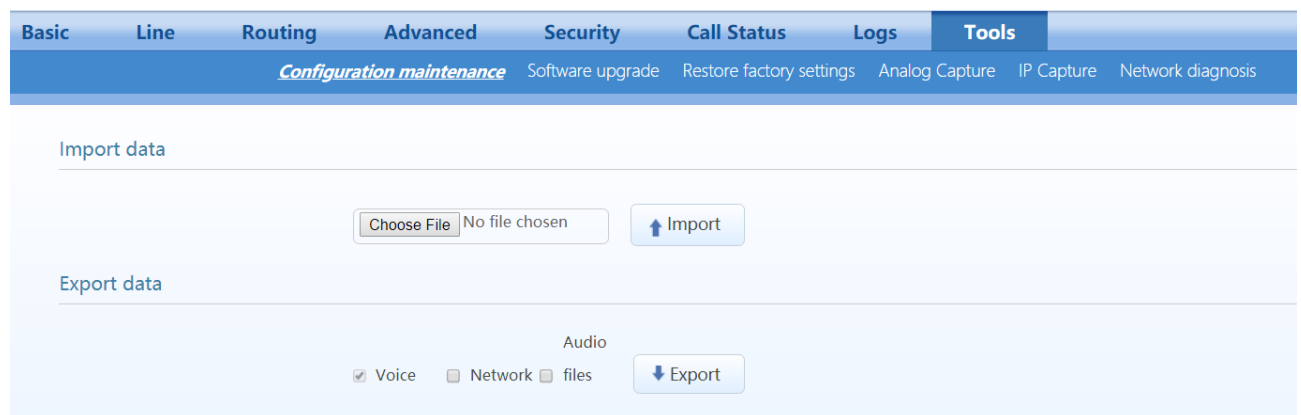 Basic Line Routing Advanced Security Call Status Logs Tools
Configuration maintenance Software upgrade Restore factory settings Analog Capture IP Capture Network diagnosis
Import data
Choose File No file chosen Import
Export data
Audio
Voice Network files Export